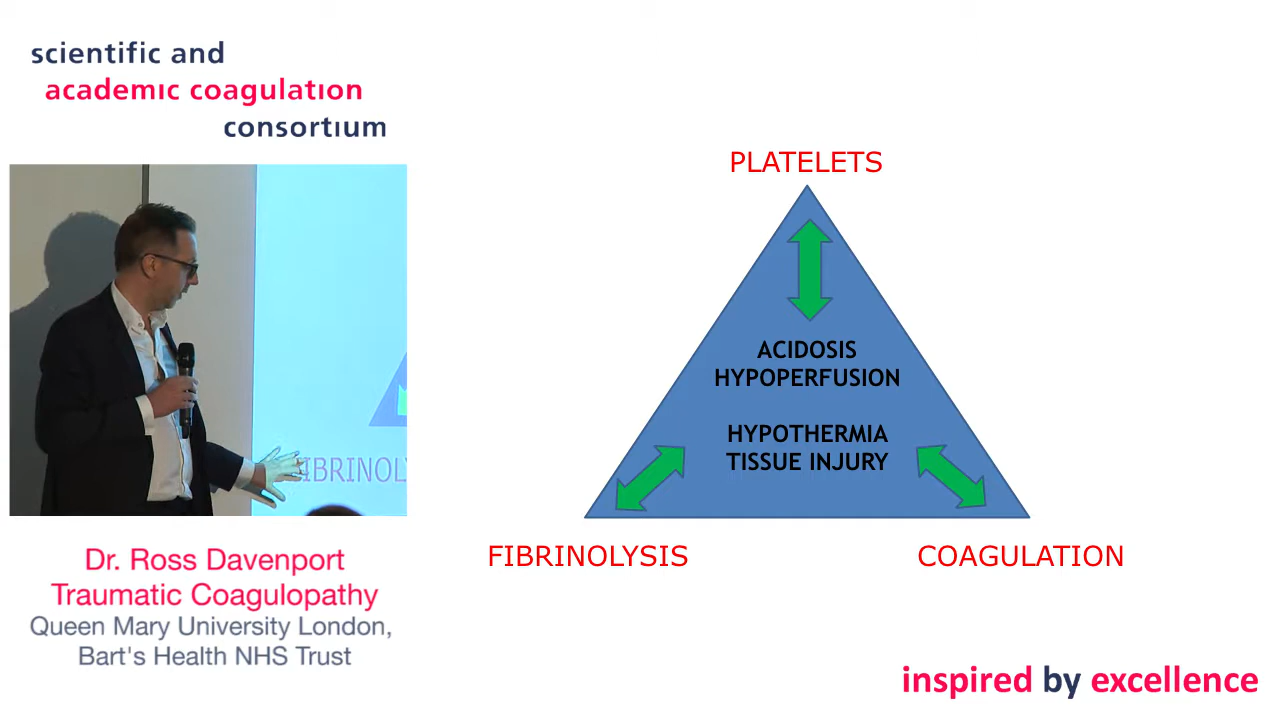 scientific and
academic coagulation
consortium
PLATELETS
ACIDOSIS
HYPOPERFUSION
HYPOTHERMIA
TISSUE INJURY
FIBRINOLYSIS
COAGULATION
Dr. Ross Davenport
Traumatic Coagulopathy
Queen Mary University London,
Bart's Health NHS Trust
inspired by excellence